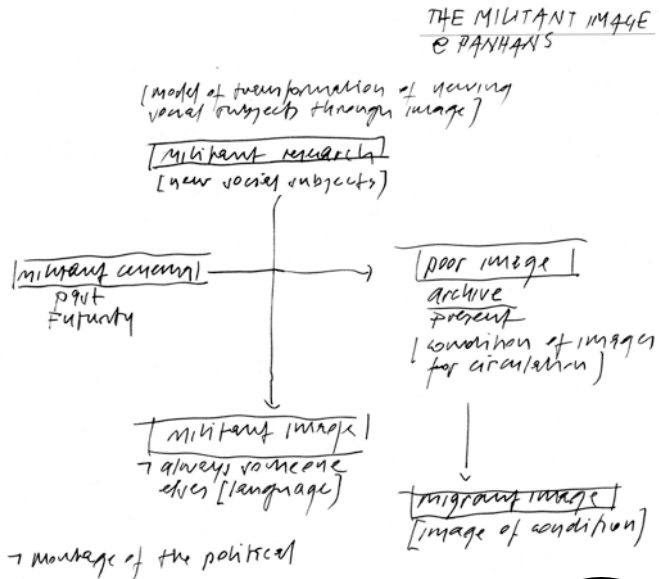 THE MILITANT IMAGE
@ PANHANS
[model of transformation of viewing
social subjects through image]
militant research
[new social subjects]
militant cinema
past
Futurity
poor image
archive
present
[condition of images
for circulation]
militant image
¬ always someone
elses [language]
migrant image
[image of condition]
¬ montage of the political